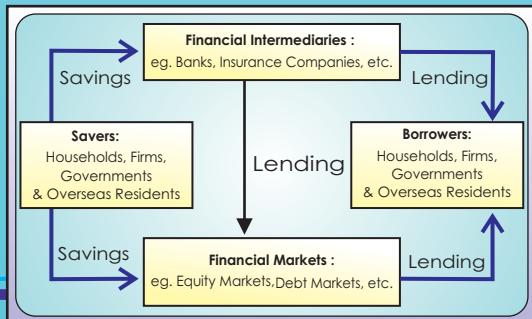 Financial Intermediaries :
eg. Banks, Insurance Companies, etc.
Savings
Lending
Savers:
Households, Firms,
Governments
& Overseas Residents
Lending
Borrowers:
Households, Firms,
Governments
& Overseas Residents
Savings
Financial Markets :
eg. Equity Markets, Debt Markets, etc.
Lending